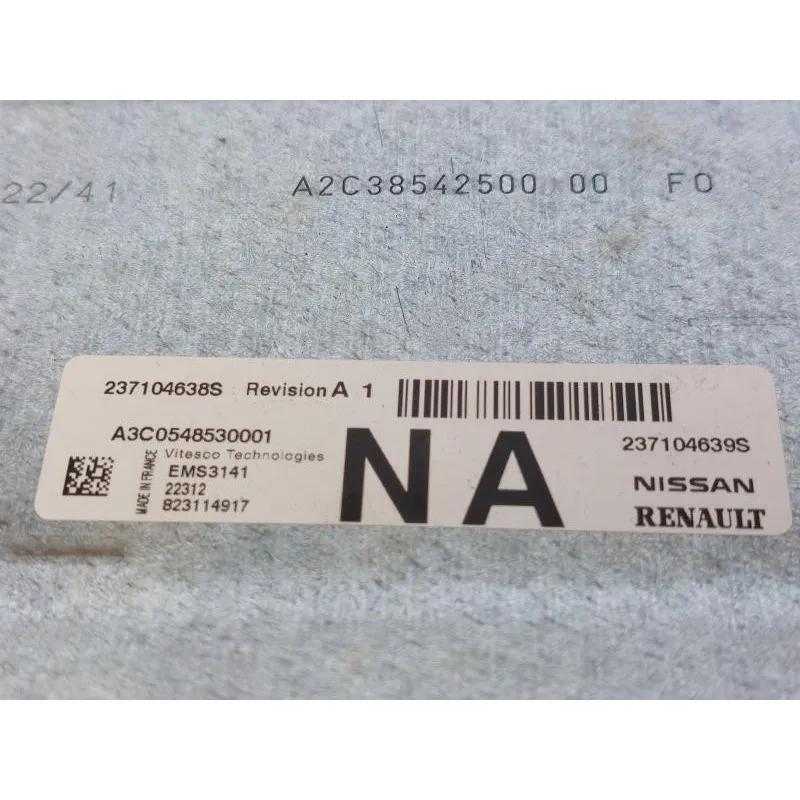 22/41 A2C38542500 00 F0
237104638S Revision A 1
A3C0548530001 237104639S
MADE IN FRANCE
Vitesco Technologies
EMS3141
22312
823114917
NA
NISSAN
RENAULT